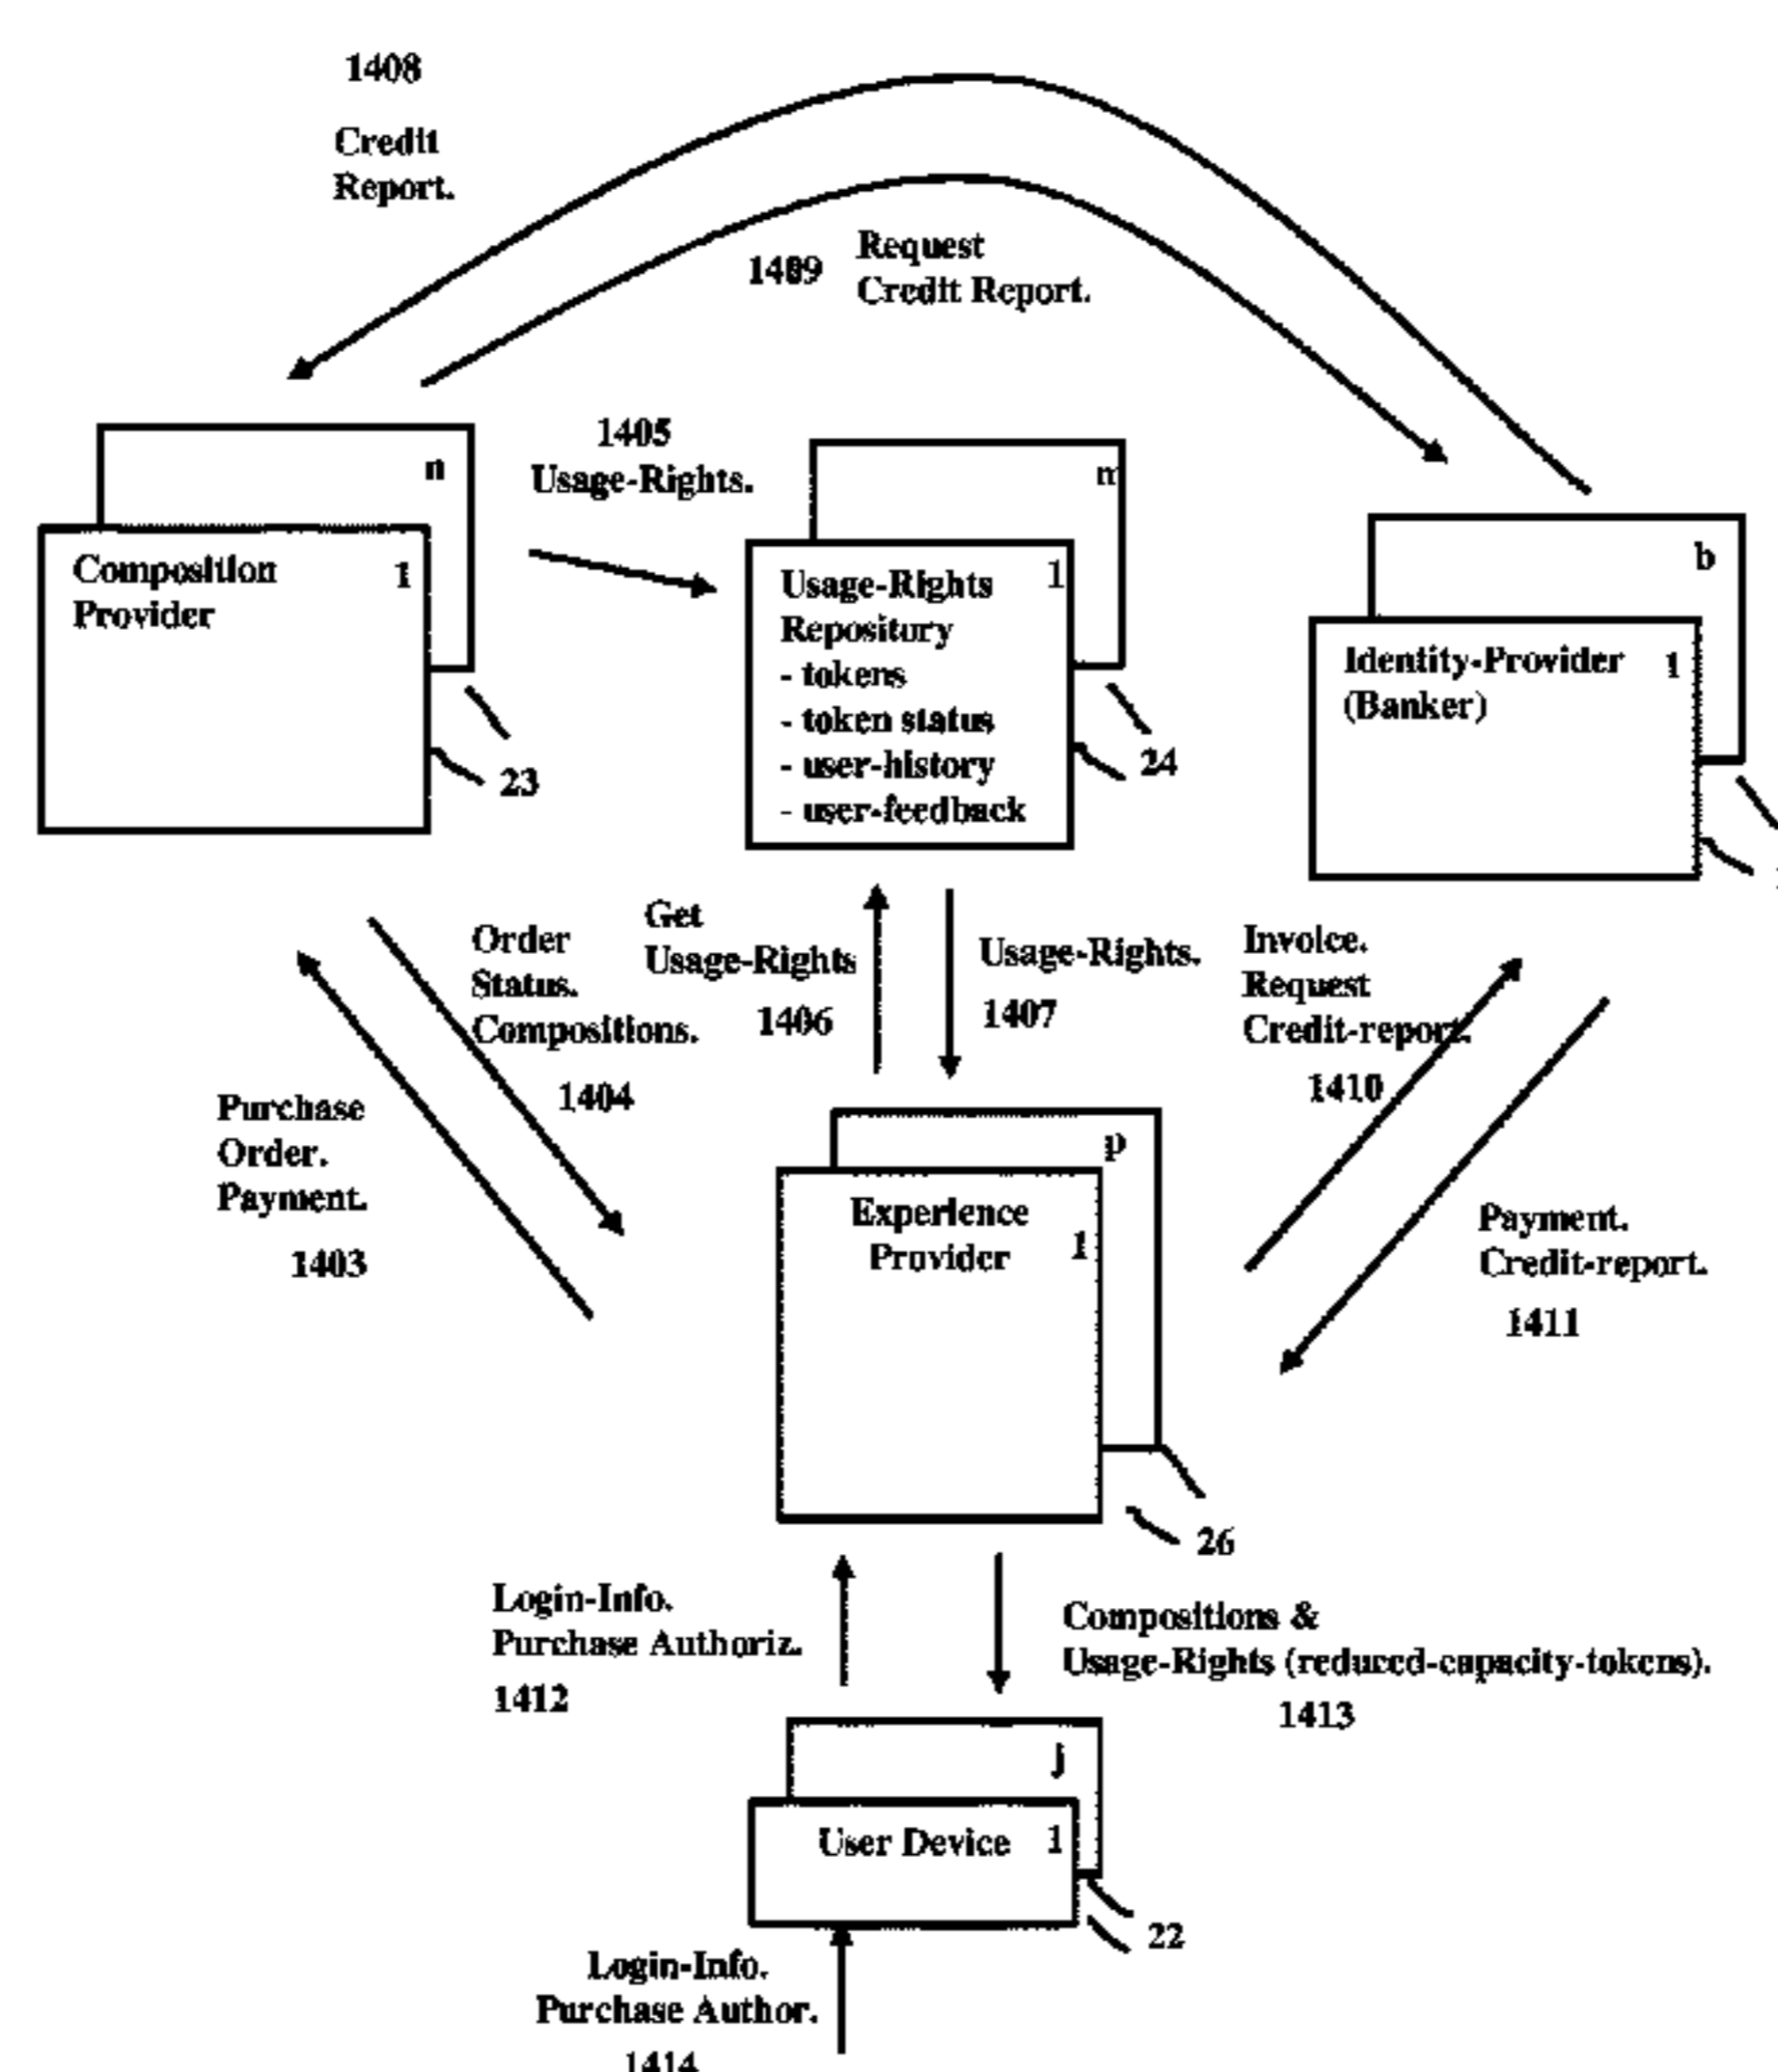 1408
Credit
Report.
1409
Request
Credit Report.
n
Composition
Provider
1
23
1405
Usage-Rights.
m
Usage-Rights
Repository
- tokens
- token status
- user-history
- user-feedback
1
24
b
Identity-Provider
(Banker)
1
Order
Status.
Compositions.
1404
Purchase
Order.
Payment.
1403
Get
Usage-Rights
1406
Usage-Rights.
1407
Invoice.
Request
Credit-report.
1410
Payment.
Credit-report.
1411
p
Experience
Provider
1
26
Login-Info.
Purchase Authoriz.
1412
Compositions &
Usage-Rights (reduced-capacity-tokens).
1413
j
User Device
1
22
Login-Info.
Purchase Author.
1414